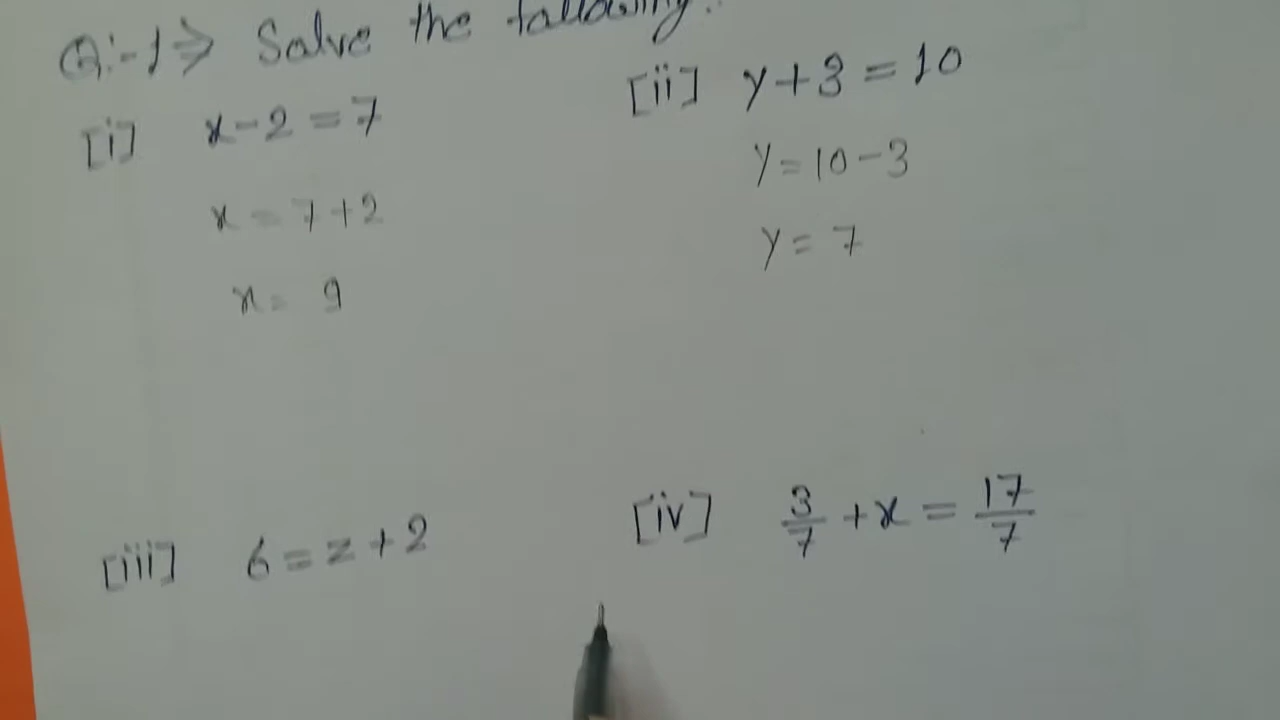 Q:-1⇒ Solve the following:
[i] x-2=7
x=7+2
x=9
[ii] y+3=10
y=10-3
y=7
[iii] 6=z+2
[iv] 3/7+x=17/7